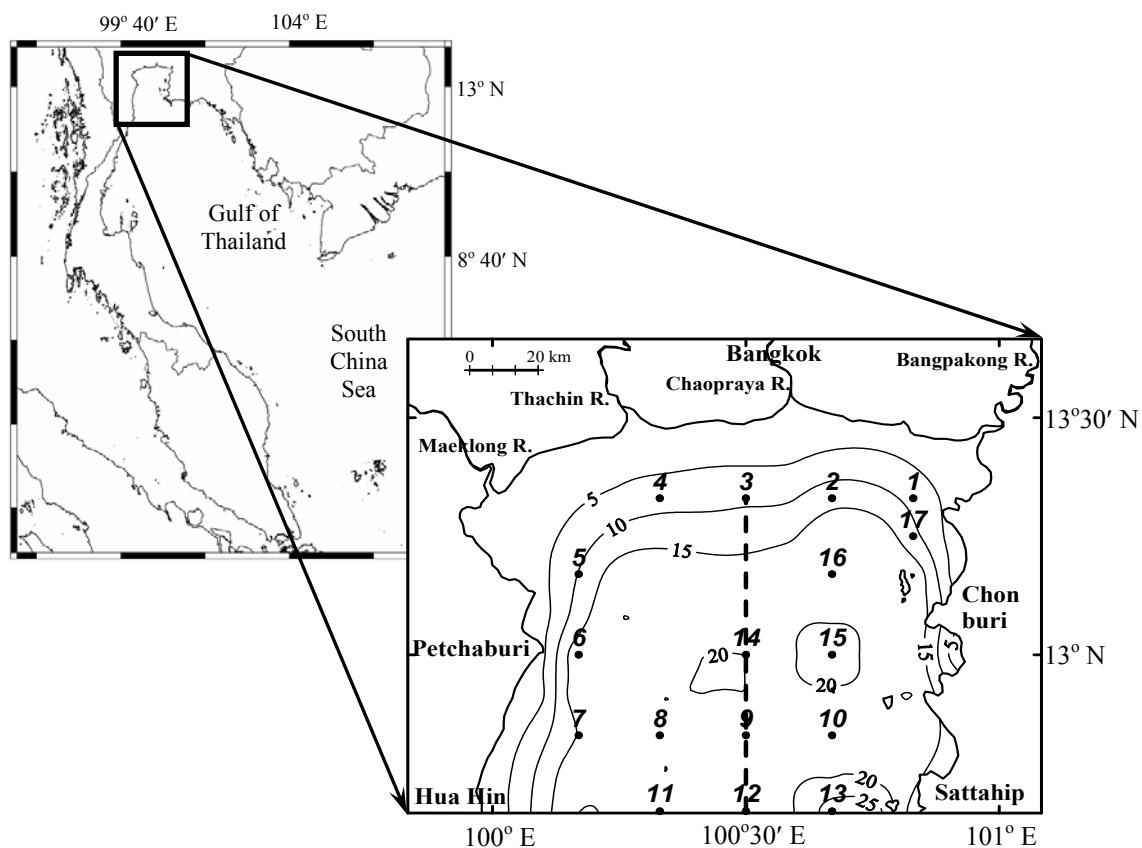 99° 40′ E
104° E
13° N
Gulf of
Thailand
8° 40′ N
South
China
Sea
0 20 km
Bangkok
Bangpakong R.
Chaopraya R.
Thachin R.
13°30′ N
Maeklong R.
5
4
3
2
1
10
17
15
5
16
Chon
buri
6
14
15
5
15
Petchaburi
20
20
13° N
7
8
9
10
20
Hua Hin
11
12
13
25
Sattahip
100° E
100°30′ E
101° E